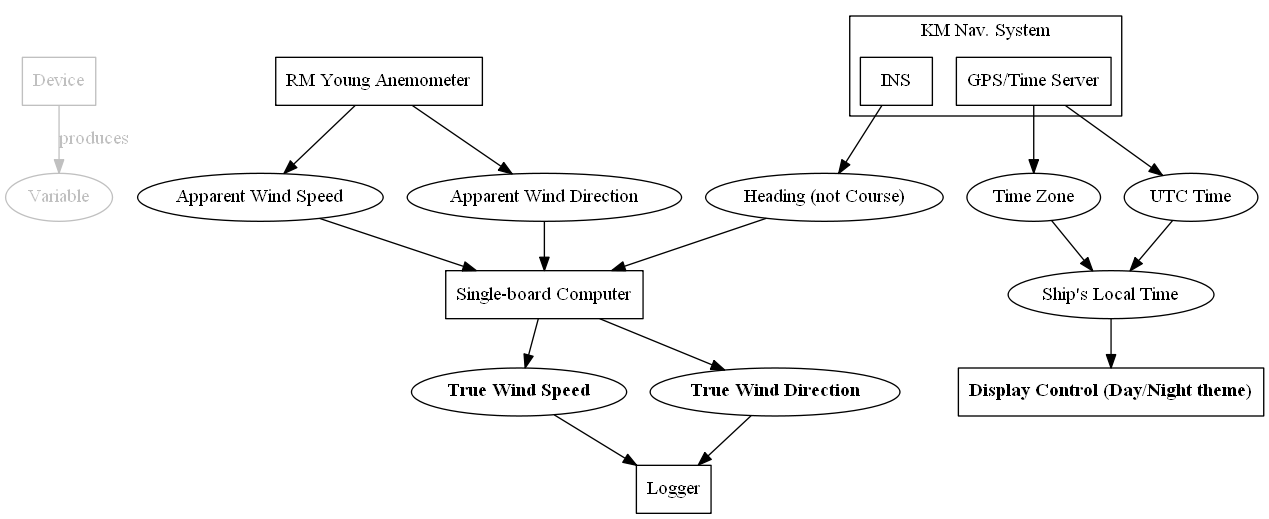 KM Nav. System
Device
RM Young Anemometer
INS
GPS/Time Server
produces
Variable
Apparent Wind Speed
Apparent Wind Direction
Heading (not Course)
Time Zone
UTC Time
Single-board Computer
Ship's Local Time
True Wind Speed
True Wind Direction
Display Control (Day/Night theme)
Logger